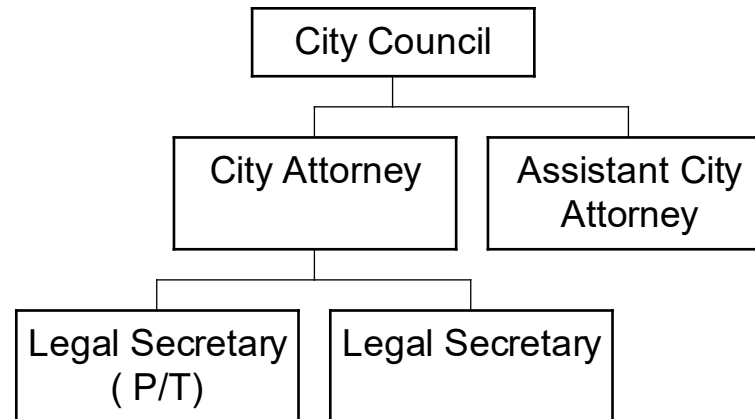 City Council
City Attorney
Assistant City
Attorney
Legal Secretary
( P/T)
Legal Secretary